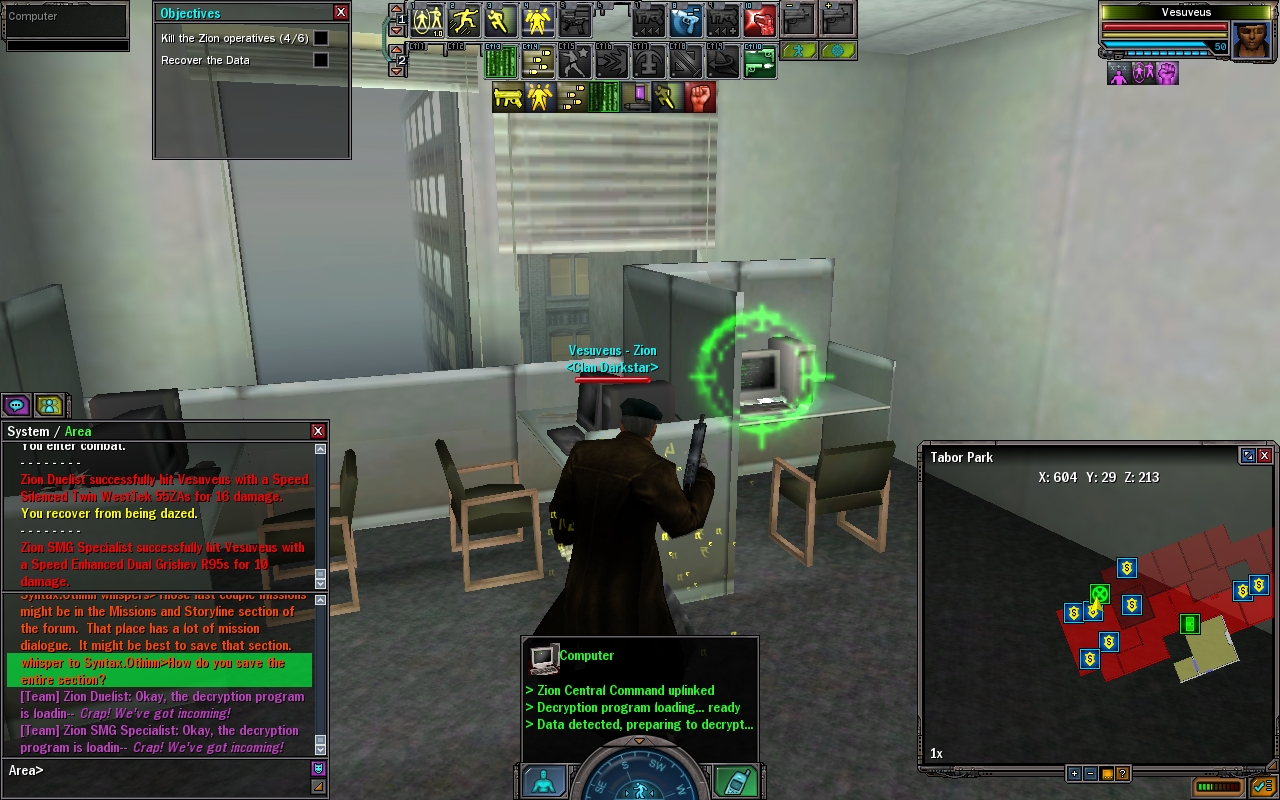 Computer
Objectives
Kill the Zion operatives (4/6)
Recover the Data
1
2
1.0
Vesuveus
50
Vesuveus - Zion
<Clan Darkstar>
System / Area
You enter combat.
- - - - - - - -
Zion Duelist successfully hit Vesuveus with a Speed
Silenced Twin WestTek 55ZAs for 16 damage.
You recover from being dazed.
- - - - - - - -
Zion SMG Specialist successfully hit Vesuveus with
a Speed Enhanced Dual Grishev R95s for 10
damage.
Syntax.Othinn whispers>Those last couple missions
might be in the Missions and Storyline section of
the forum. That place has a lot of mission
dialogue. It might be best to save that section.
whisper to Syntax.Othinn>How do you save the
entire section?
[Team] Zion Duelist: Okay, the decryption program
is loadin-- Crap! We've got incoming!
[Team] Zion SMG Specialist: Okay, the decryption
program is loadin-- Crap! We've got incoming!
Area>
Computer
> Zion Central Command uplinked
> Decryption program loading... ready
> Data detected, preparing to decrypt...
SE S SW W
Tabor Park
X: 604 Y: 29 Z: 213
1x